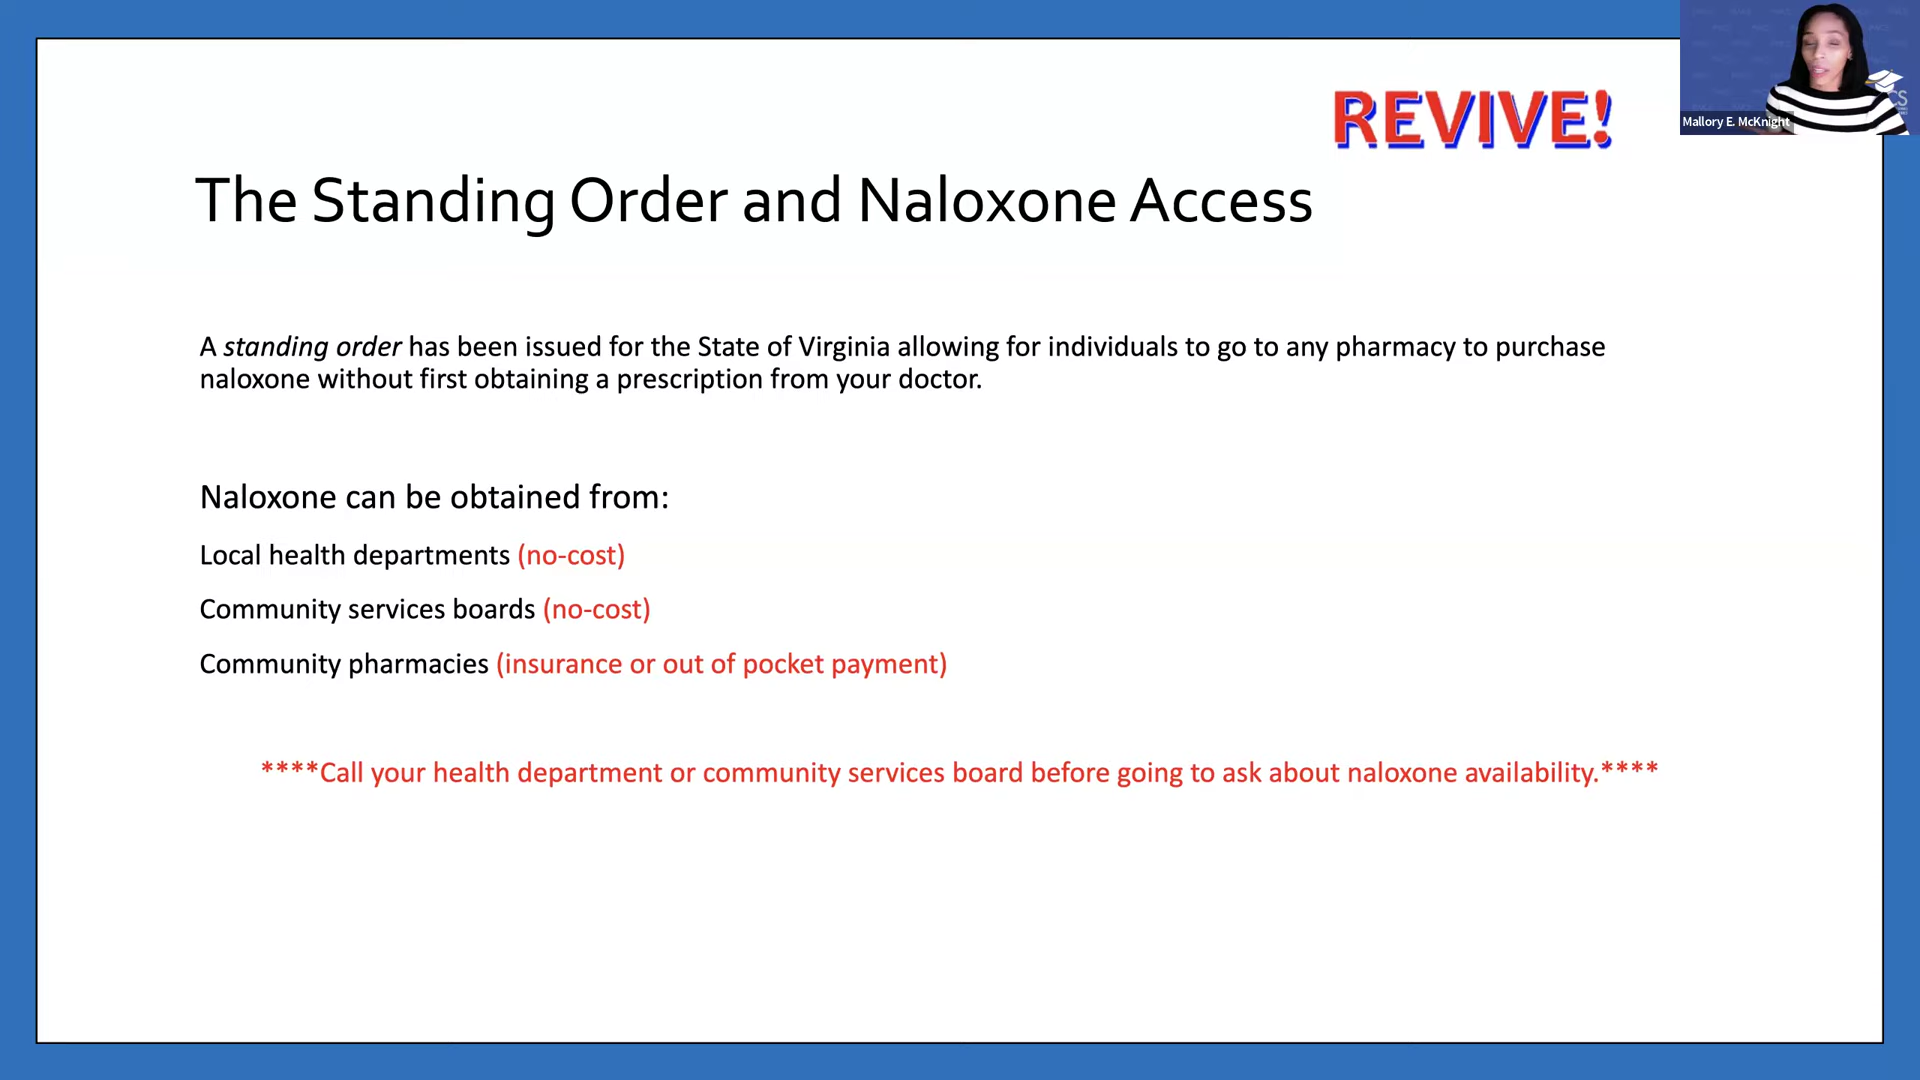 REVIVE!
Mallory E. McKnight
The Standing Order and Naloxone Access
A standing order has been issued for the State of Virginia allowing for individuals to go to any pharmacy to purchase
naloxone without first obtaining a prescription from your doctor.
Naloxone can be obtained from:
Local health departments (no-cost)
Community services boards (no-cost)
Community pharmacies (insurance or out of pocket payment)
****Call your health department or community services board before going to ask about naloxone availability.****